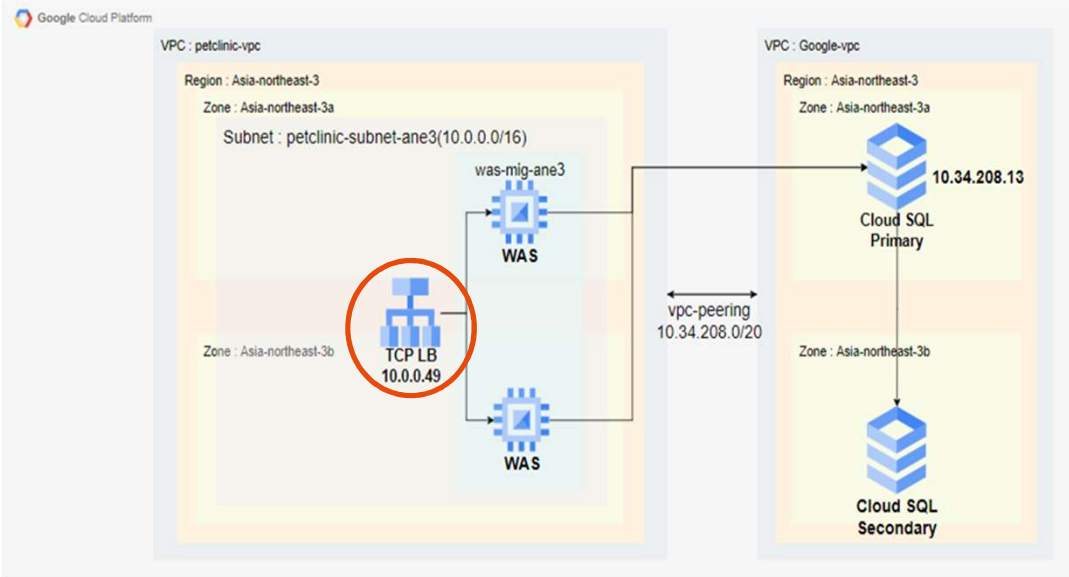 Google Cloud Platform
VPC : petclinic-vpc
Region : Asia-northeast-3
Zone : Asia-northeast-3a
Subnet : petclinic-subnet-ane3(10.0.0.0/16)
was-mig-ane3
WAS
TCP LB
10.0.0.49
Zone : Asia-northeast-3b
WAS
vpc-peering
10.34.208.0/20
VPC : Google-vpc
Region : Asia-northeast-3
Zone : Asia-northeast-3a
10.34.208.13
Cloud SQL
Primary
Zone : Asia-northeast-3b
Cloud SQL
Secondary